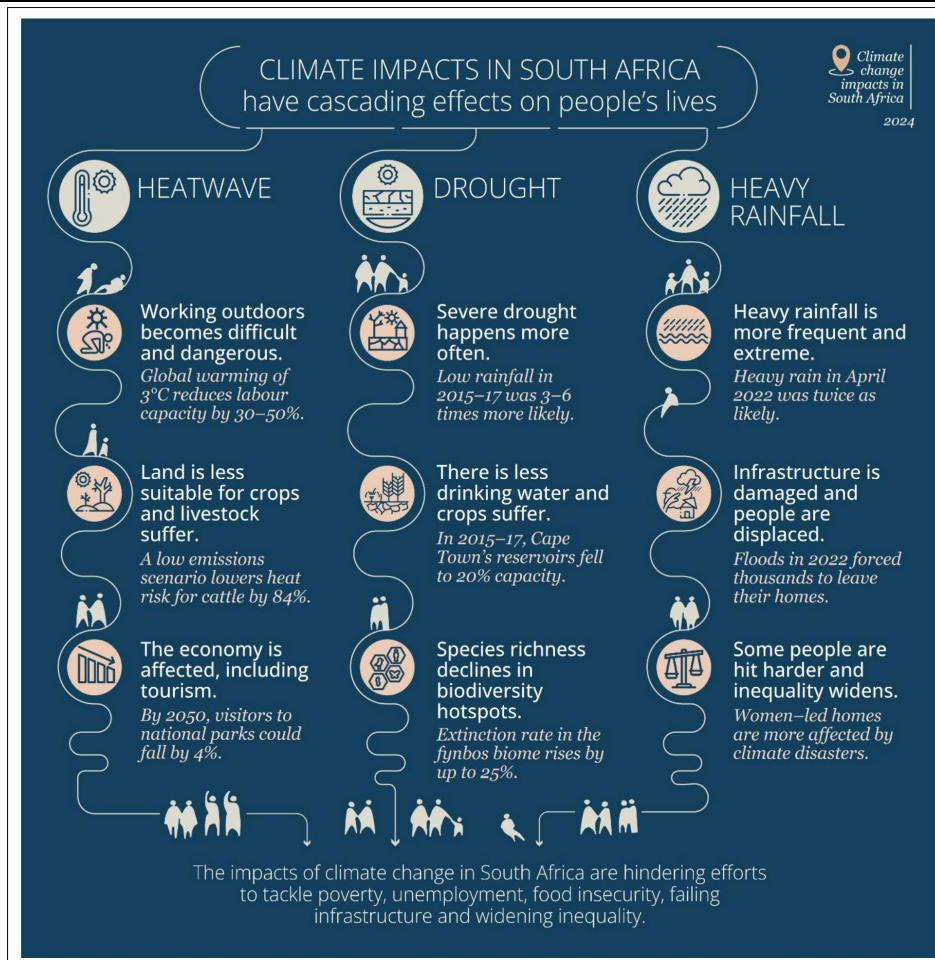 CLIMATE IMPACTS IN SOUTH AFRICA
have cascading effects on people's lives
Climate
change
impacts in
South Africa
2024
HEATWAVE
Working outdoors
becomes difficult
and dangerous.
Global warming of
3°C reduces labour
capacity by 30–50%.
Land is less
suitable for crops
and livestock
suffer.
A low emissions
scenario lowers heat
risk for cattle by 84%.
The economy is
affected, including
tourism.
By 2050, visitors to
national parks could
fall by 4%.
DROUGHT
Severe drought
happens more
often.
Low rainfall in
2015–17 was 3–6
times more likely.
There is less
drinking water and
crops suffer.
In 2015–17, Cape
Town's reservoirs fell
to 20% capacity.
Species richness
declines in
biodiversity
hotspots.
Extinction rate in the
fynbos biome rises by
up to 25%.
HEAVY
RAINFALL
Heavy rainfall is
more frequent and
extreme.
Heavy rain in April
2022 was twice as
likely.
Infrastructure is
damaged and
people are
displaced.
Floods in 2022 forced
thousands to leave
their homes.
Some people are
hit harder and
inequality widens.
Women–led homes
are more affected by
climate disasters.
The impacts of climate change in South Africa are hindering efforts
to tackle poverty, unemployment, food insecurity, failing
infrastructure and widening inequality.